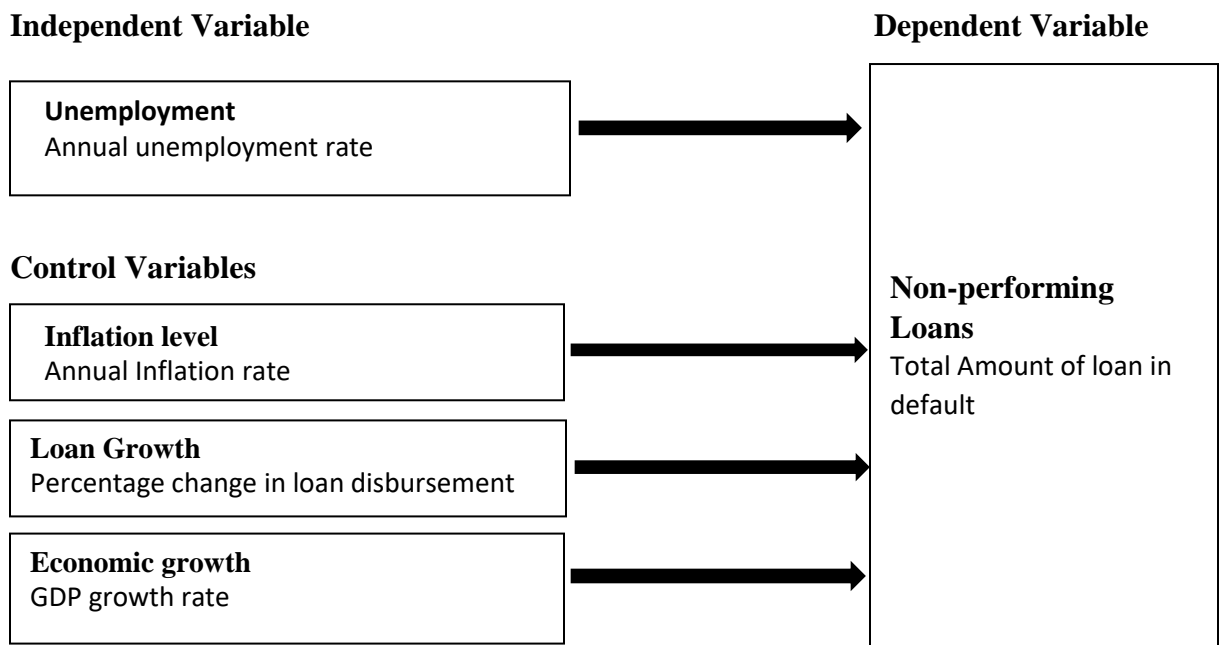 Independent Variable
Dependent Variable
Unemployment
Annual unemployment rate
Control Variables
Inflation level
Annual Inflation rate
Loan Growth
Percentage change in loan disbursement
Economic growth
GDP growth rate
Non-performing
Loans
Total Amount of loan in
default